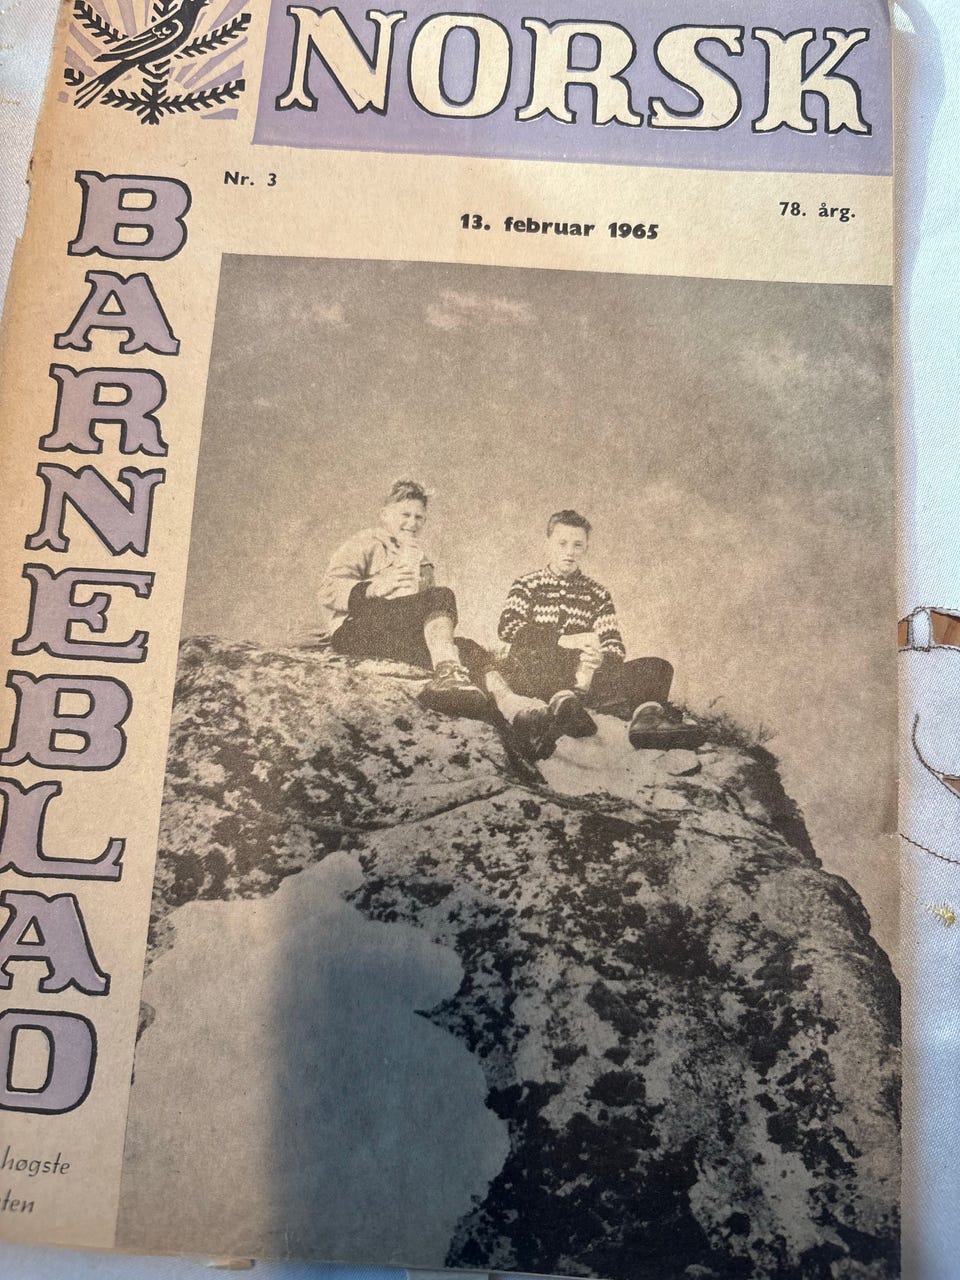 NORSK
BARNEBLAD
Nr. 3
78. årg.
13. februar 1965
høgste